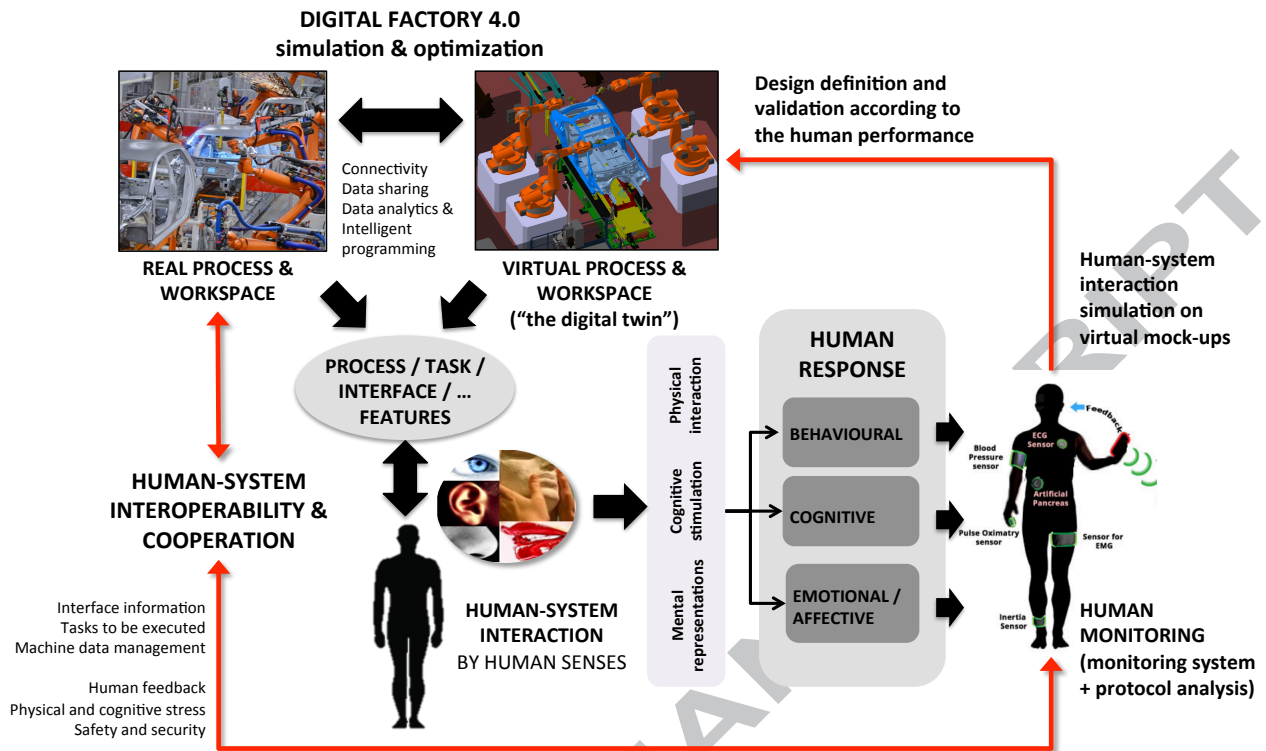 DIGITAL FACTORY 4.0
simulation & optimization
Connectivity
Data sharing
Data analytics &
Intelligent
programming
REAL PROCESS &
WORKSPACE
VIRTUAL PROCESS &
WORKSPACE
(“the digital twin”)
Design definition and
validation according to
the human performance
Human-system
interaction
simulation on
virtual mock-ups
PROCESS / TASK /
INTERFACE / ...
FEATURES
HUMAN-SYSTEM
INTEROPERABILITY &
COOPERATION
Interface information
Tasks to be executed
Machine data management
Human feedback
Physical and cognitive stress
Safety and security
HUMAN-SYSTEM
INTERACTION
BY HUMAN SENSES
Physical
interaction
Cognitive
stimulation
Mental
representations
HUMAN
RESPONSE
BEHAVIOURAL
COGNITIVE
EMOTIONAL /
AFFECTIVE
Feedback
ECG
Sensor
Blood
Pressure
sensor
Artificial
Pancreas
Pulse Oximatry
sensor
Sensor for
EMG
Inertia
Sensor
HUMAN
MONITORING
(monitoring system
+ protocol analysis)